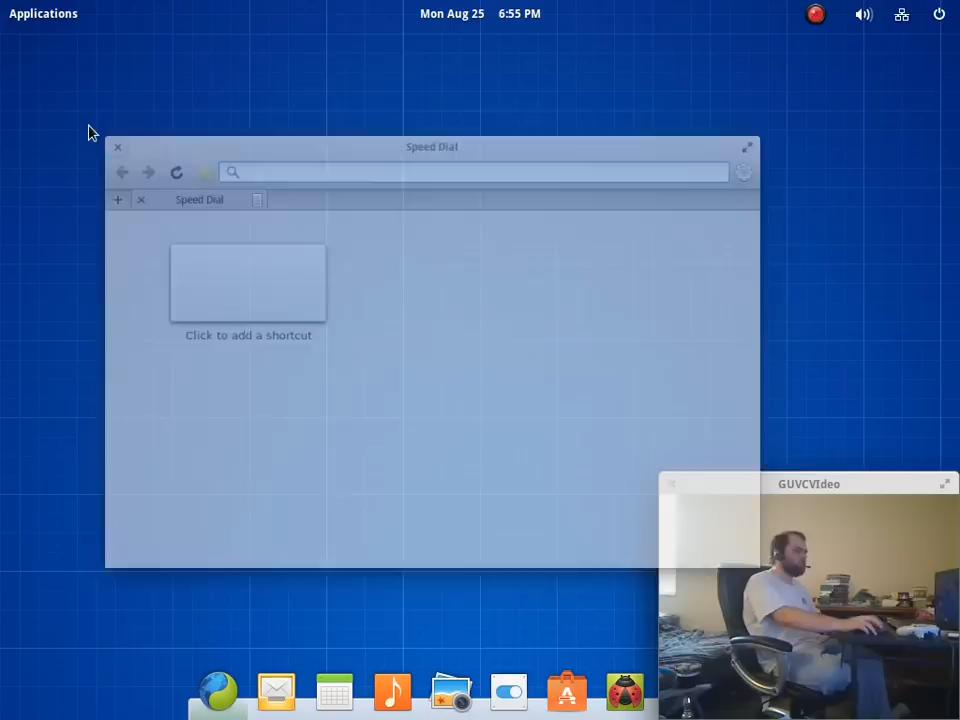 Applications
Mon Aug 25 6:55 PM
Speed Dial
Speed Dial
Click to add a shortcut
GUVCVIdeo